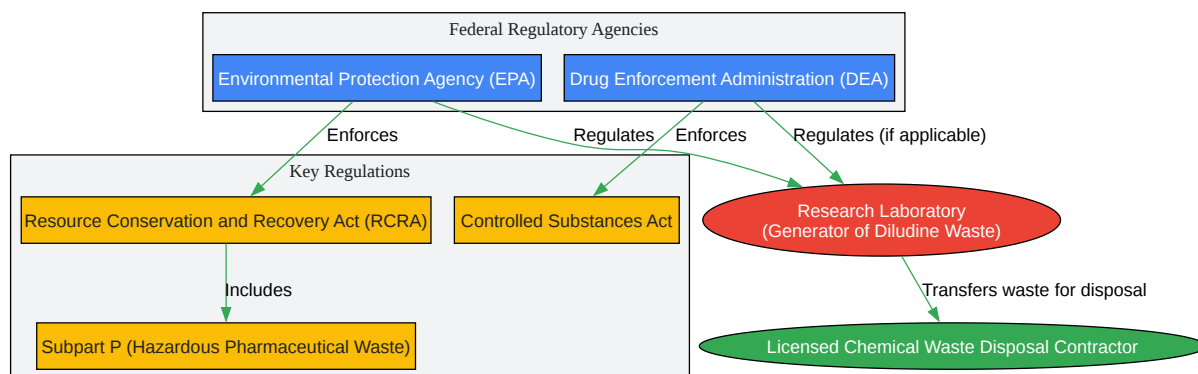 Federal Regulatory Agencies
Environmental Protection Agency (EPA)
Drug Enforcement Administration (DEA)
Enforces
Regulates
Enforces
Regulates (if applicable)
Key Regulations
Resource Conservation and Recovery Act (RCRA)
Controlled Substances Act
Research Laboratory
(Generator of Diludine Waste)
Includes
Transfers waste for disposal
Subpart P (Hazardous Pharmaceutical Waste)
Licensed Chemical Waste Disposal Contractor